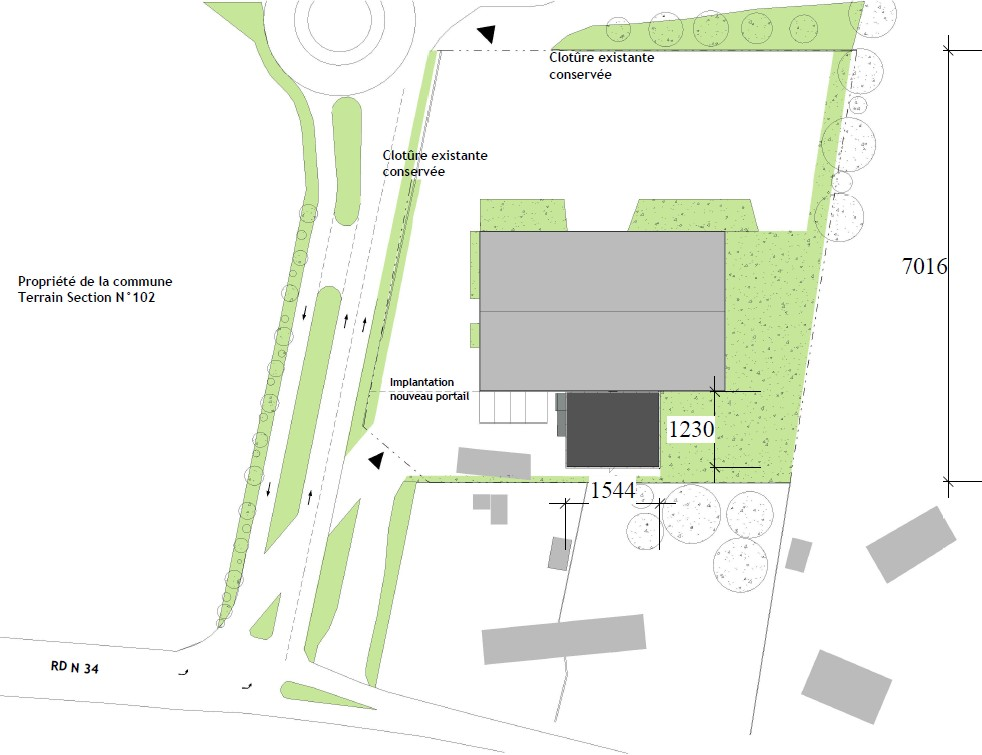 Clotûre existante
conservée
Clotûre existante
conservée
7016
Propriété de la commune
Terrain Section N°102
Implantation
nouveau portail
1230
1544
RD N 34